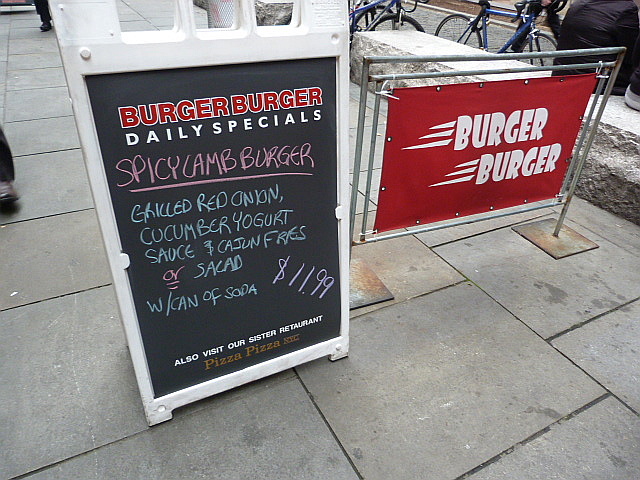 BURGERBURGER
DAILY SPECIALS
SPICY LAMB BURGER
GRILLED RED ONION,
CUCUMBER YOGURT
SAUCE & CAJUN FRIES
or SALAD
$11.99
W/CAN OF SODA
ALSO VISIT OUR SISTER RETAURANT
Pizza Pizza NYC
BURGER
BURGER